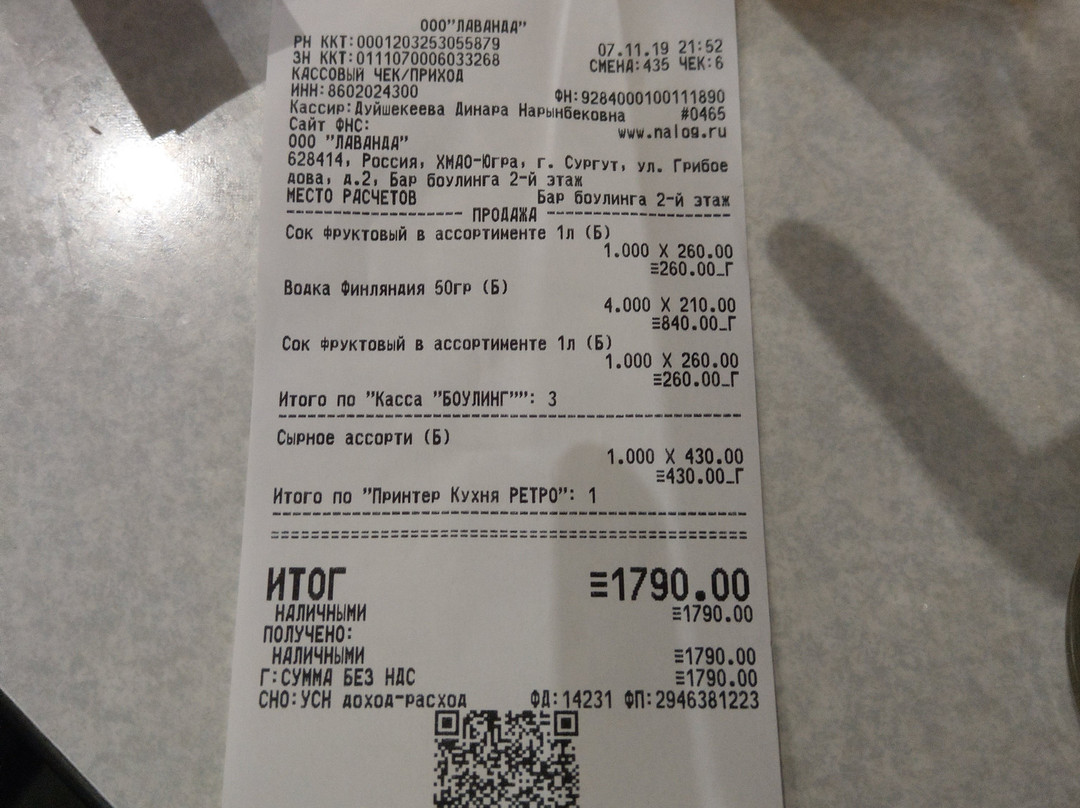 ООО"ЛАВАНДА"
РН ККТ:0001203253055879 07.11.19 21:52
ЗН ККТ:0111070006033268 СМЕНА:435 ЧЕК:6
КАССОВЫЙ ЧЕК/ПРИХОД
ИНН:8602024300 ФН:9284000100111890
Кассир:Дуйшекеева Динара Нарынбековна #0465
Сайт ФНС: www.nalog.ru
ООО "ЛАВАНДА"
628414, Россия, ХМАО-Югра, г. Сургут, ул. Грибое
дова, д.2, Бар боулинга 2-й этаж
МЕСТО РАСЧЕТОВ Бар боулинга 2-й этаж
------------------- ПРОДАЖА -------------------
Сок фруктовый в ассортименте 1л (Б)
1.000 X 260.00
≡260.00_Г
Водка Финляндия 50гр (Б)
4.000 X 210.00
≡840.00_Г
Сок фруктовый в ассортименте 1л (Б)
1.000 X 260.00
≡260.00_Г
Итого по "Касса "БОУЛИНГ"": 3
Сырное ассорти (Б)
1.000 X 430.00
≡430.00_Г
Итого по "Принтер Кухня РЕТРО": 1
ИТОГ ≡1790.00
НАЛИЧНЫМИ ≡1790.00
ПОЛУЧЕНО:
НАЛИЧНЫМИ ≡1790.00
Г:СУММА БЕЗ НДС ≡1790.00
СНО:УСН доход-расход ФД:14231 ФП:2946381223